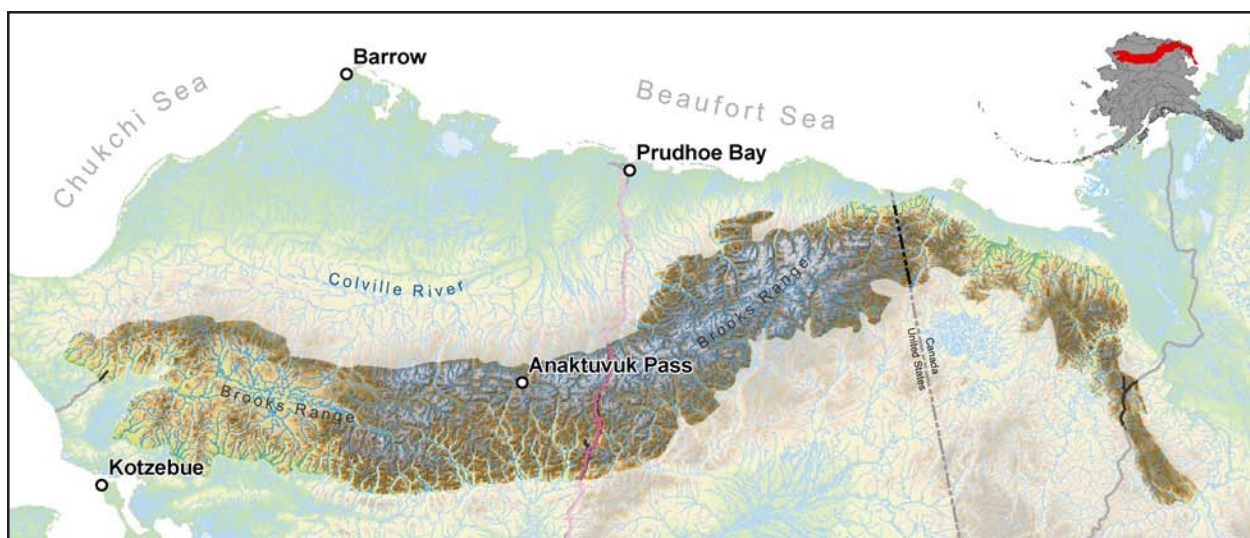 Barrow
Chukchi Sea
Beaufort Sea
Prudhoe Bay
Colville River
Brooks Range
Anaktuvuk Pass
Canada
United States
Brooks Range
Kotzebue